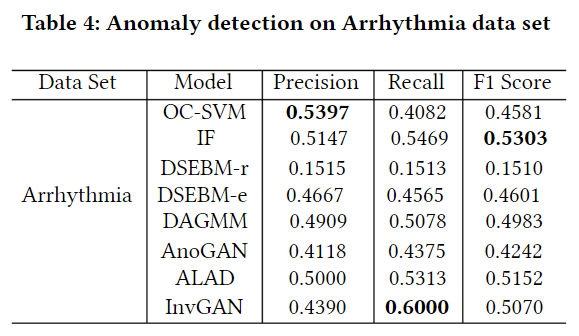 Table 4: Anomaly detection on Arrhythmia data set
Data Set Model Precision Recall F1 Score
OC-SVM 0.5397 0.4082 0.4581
IF 0.5147 0.5469 0.5303
DSEBM-r 0.1515 0.1513 0.1510
Arrhythmia DSEBM-e 0.4667 0.4565 0.4601
DAGMM 0.4909 0.5078 0.4983
AnoGAN 0.4118 0.4375 0.4242
ALAD 0.5000 0.5313 0.5152
InvGAN 0.4390 0.6000 0.5070